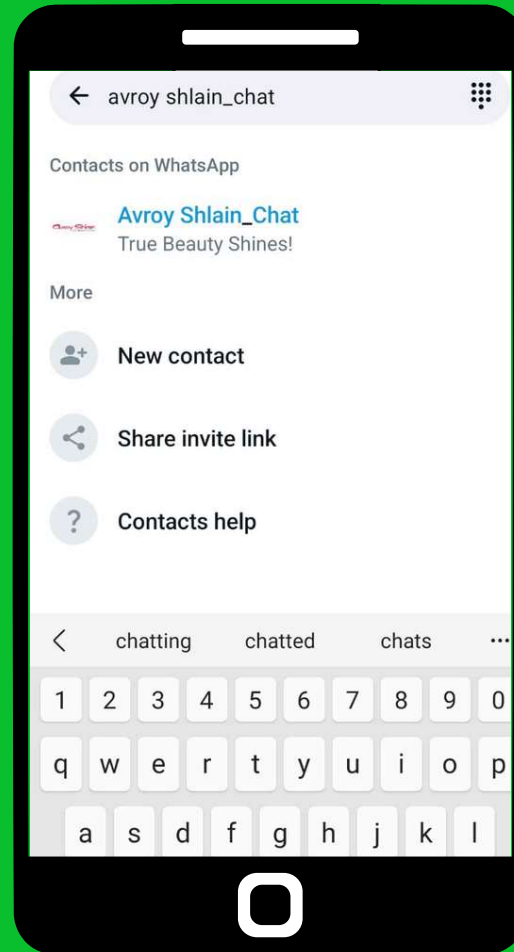 avroy shlain_chat
Contacts on WhatsApp
Avroy Shlain_Chat
True Beauty Shines!
More
New contact
Share invite link
? Contacts help
chatting chatted chats
1 2 3 4 5 6 7 8 9 0
q w e r t y u i o p
a s d f g h j k l